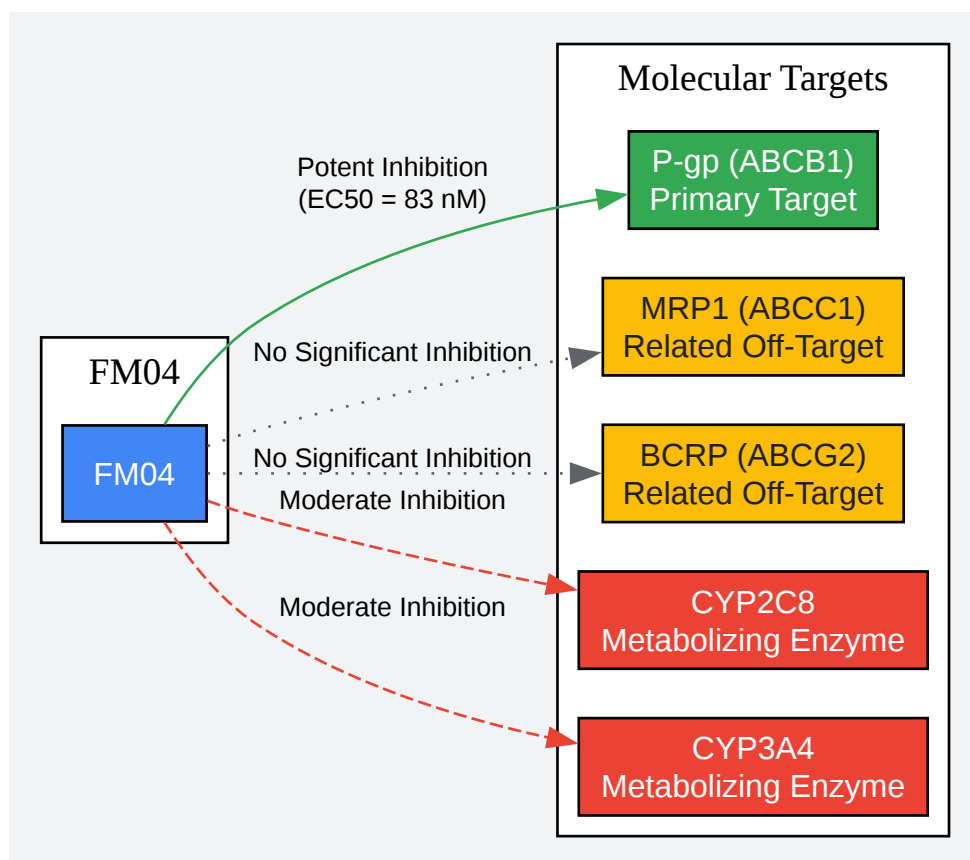 Molecular Targets
P-gp (ABCB1)
Primary Target
Potent Inhibition
(EC50 = 83 nM)
MRP1 (ABCC1)
Related Off-Target
No Significant Inhibition
FM04
FM04
BCRP (ABCG2)
Related Off-Target
No Significant Inhibition
Moderate Inhibition
CYP2C8
Metabolizing Enzyme
Moderate Inhibition
CYP3A4
Metabolizing Enzyme